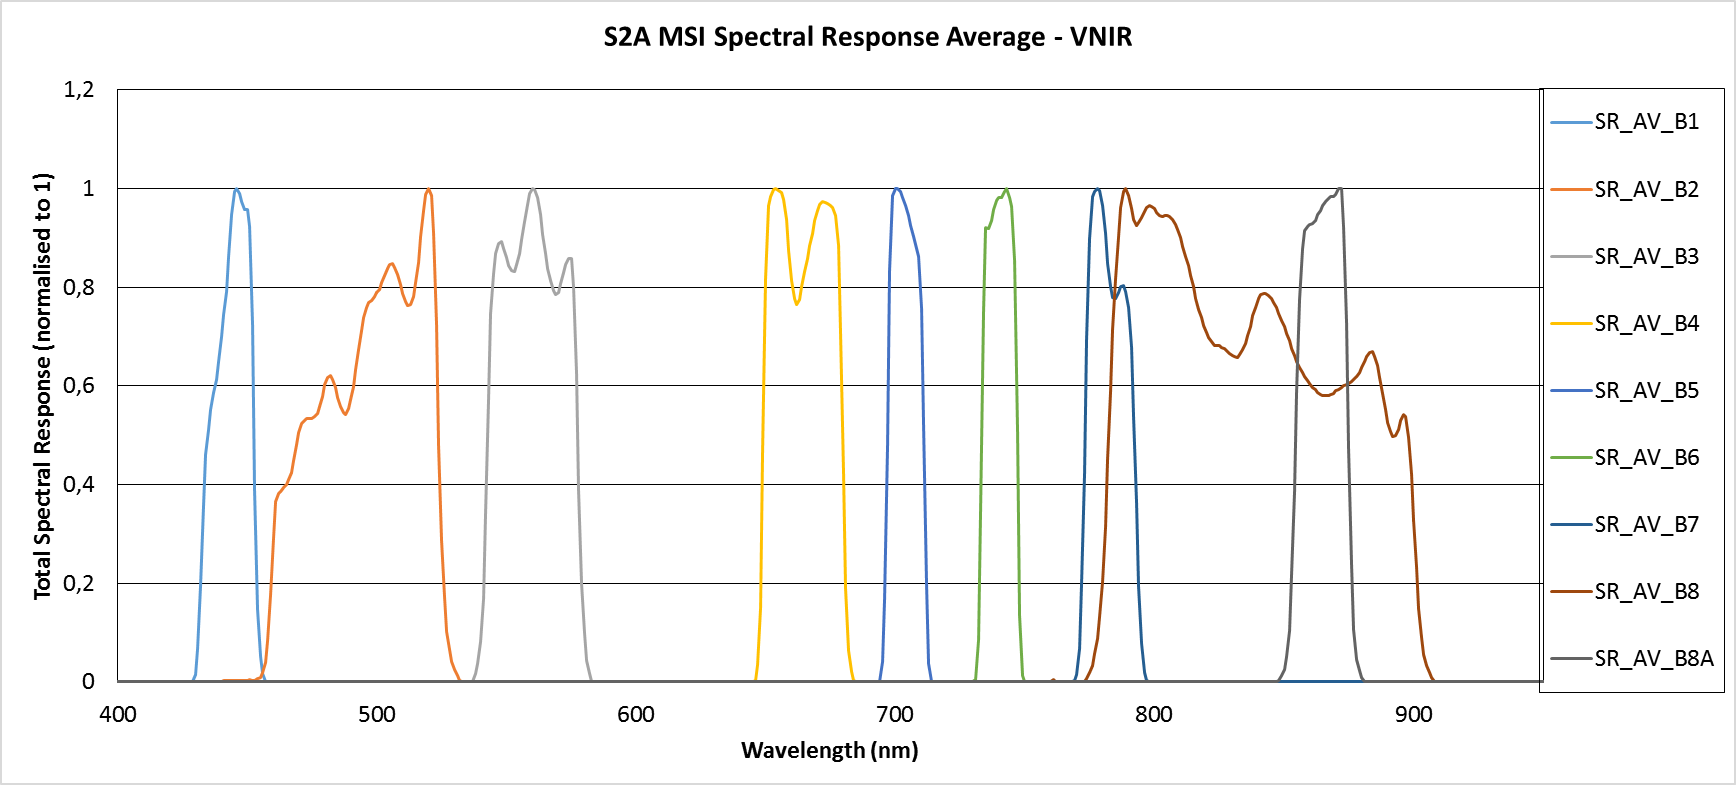 S2A MSI Spectral Response Average - VNIR
Total Spectral Response (normalised to 1)
1,2
1
0,8
0,6
0,4
0,2
0
400 500 600 700 800 900
Wavelength (nm)
SR_AV_B1
SR_AV_B2
SR_AV_B3
SR_AV_B4
SR_AV_B5
SR_AV_B6
SR_AV_B7
SR_AV_B8
SR_AV_B8A